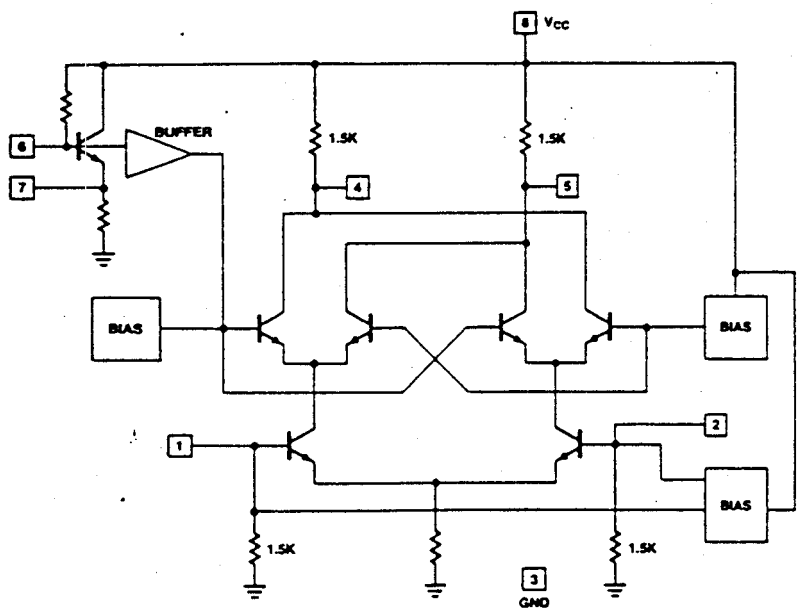 8 VCC
BUFFER
6
1.5K
1.5K
7
4
5
BIAS
BIAS
1
2
BIAS
1.5K
1.5K
3
GND